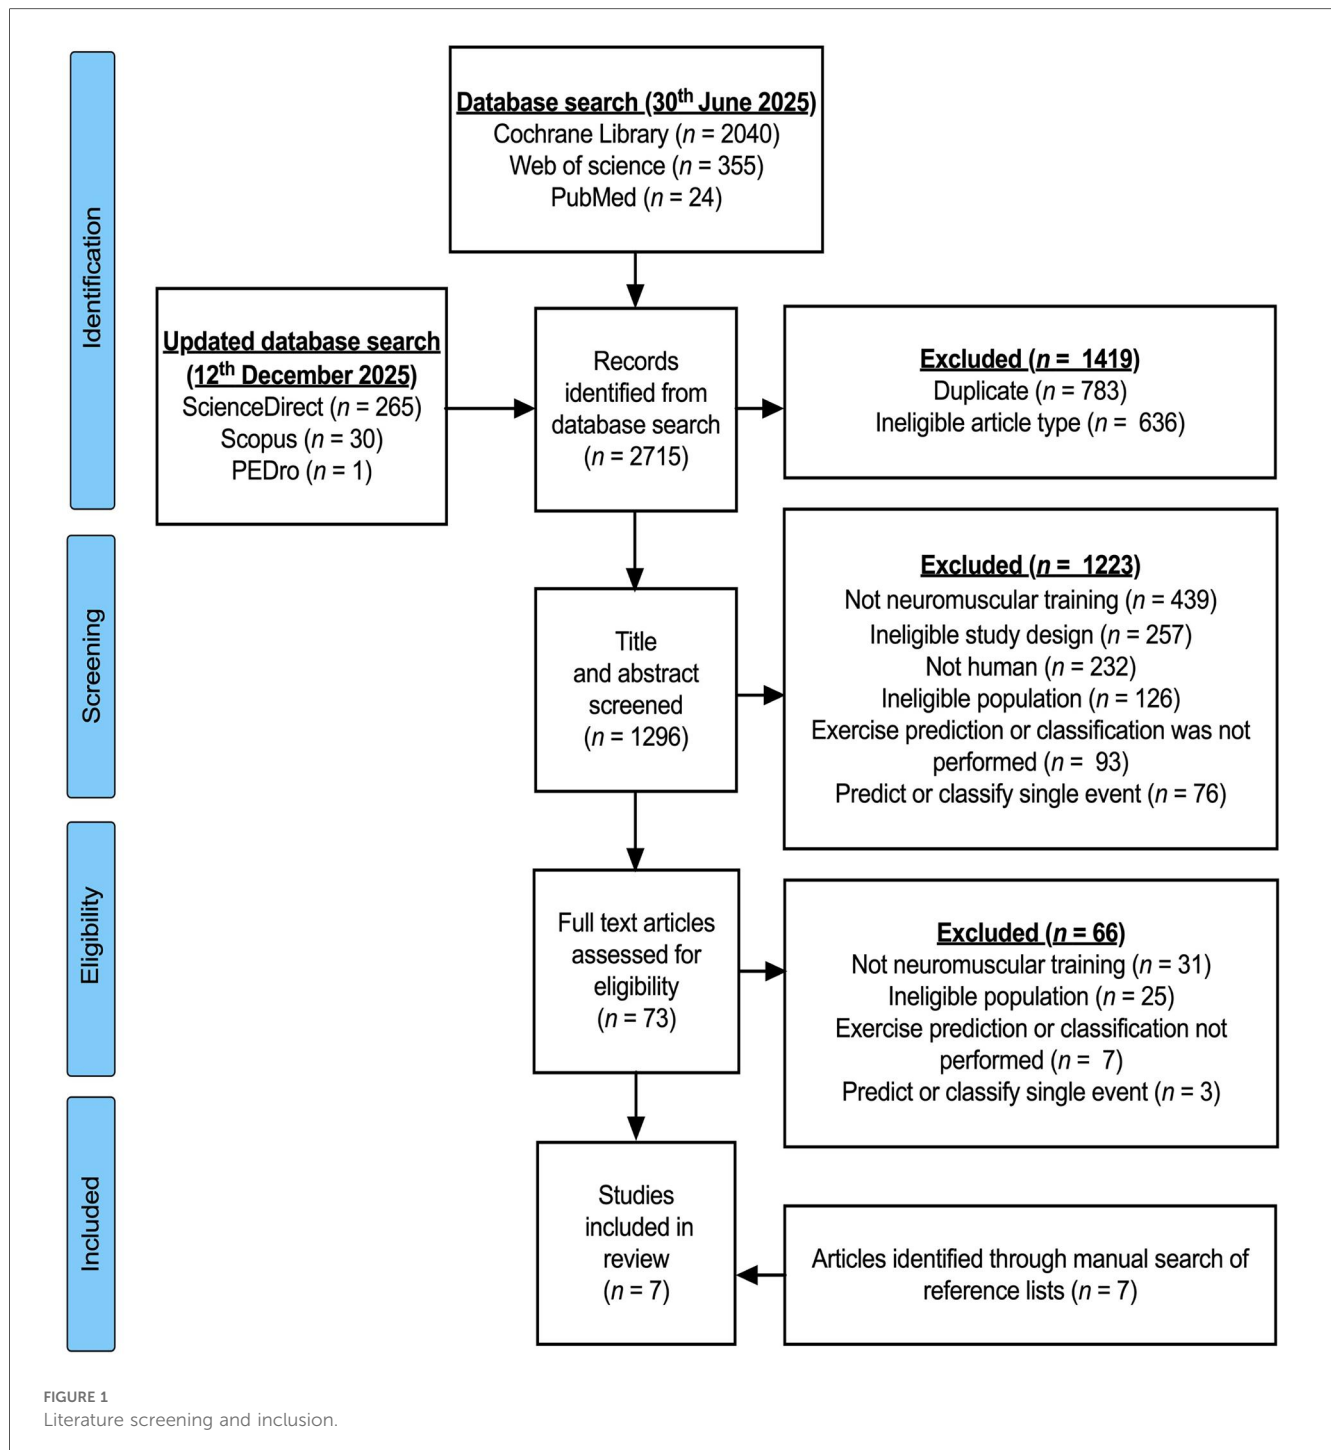 Identification
Database search (30th June 2025)
Cochrane Library (n = 2040)
Web of science (n = 355)
PubMed (n = 24)
Updated database search
(12th December 2025)
ScienceDirect (n = 265)
Scopus (n = 30)
PEDro (n = 1)
Records
identified from
database search
(n = 2715)
Excluded (n = 1419)
Duplicate (n = 783)
Ineligible article type (n = 636)
Screening
Title
and abstract
screened
(n = 1296)
Excluded (n = 1223)
Not neuromuscular training (n = 439)
Ineligible study design (n = 257)
Not human (n = 232)
Ineligible population (n = 126)
Exercise prediction or classification was not
performed (n = 93)
Predict or classify single event (n = 76)
Eligibility
Full text articles
assessed for
eligibility
(n = 73)
Excluded (n = 66)
Not neuromuscular training (n = 31)
Ineligible population (n = 25)
Exercise prediction or classification not
performed (n = 7)
Predict or classify single event (n = 3)
Included
Studies
included in
review
(n = 7)
Articles identified through manual search of
reference lists (n = 7)
FIGURE 1
Literature screening and inclusion.